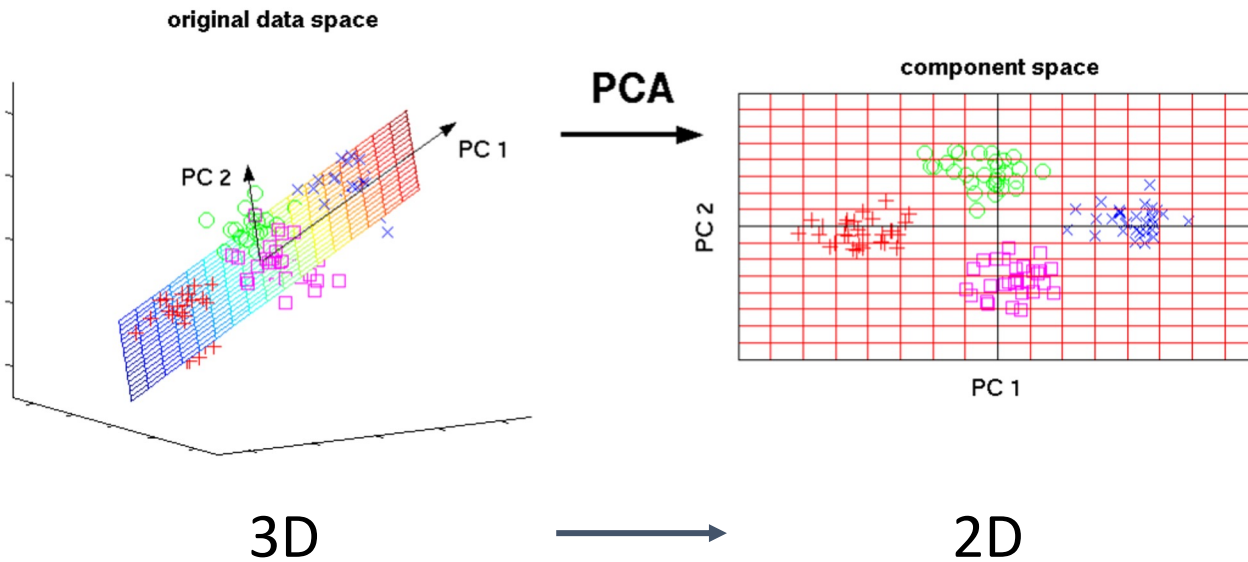 original data space
PCA
component space
PC 1
PC 2
PC 2
PC 1
3D
2D